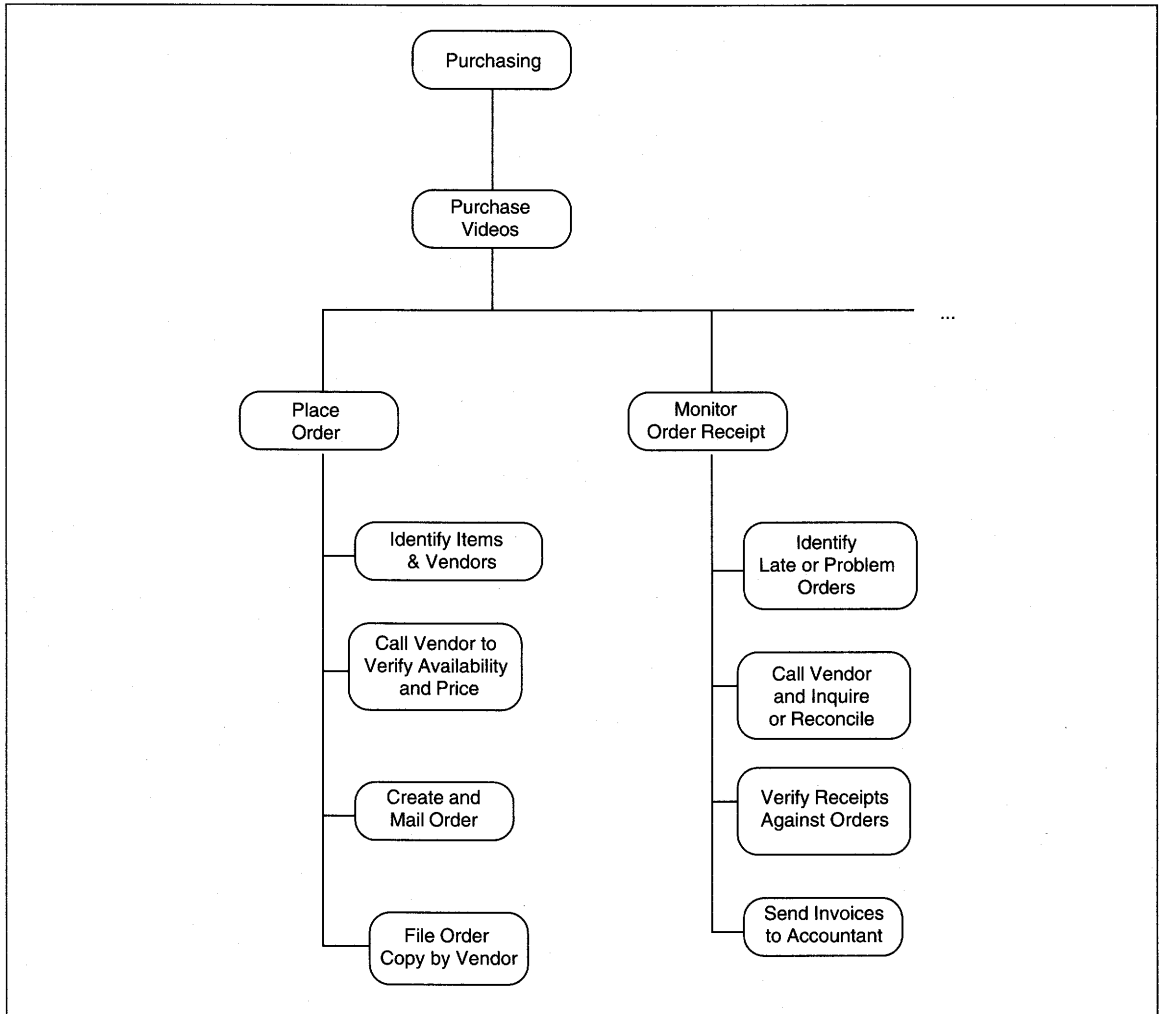 Purchasing
Purchase
Videos
...
Place
Order
Monitor
Order Receipt
Identify Items
& Vendors
Call Vendor to
Verify Availability
and Price
Create and
Mail Order
File Order
Copy by Vendor
Identify
Late or Problem
Orders
Call Vendor
and Inquire
or Reconcile
Verify Receipts
Against Orders
Send Invoices
to Accountant